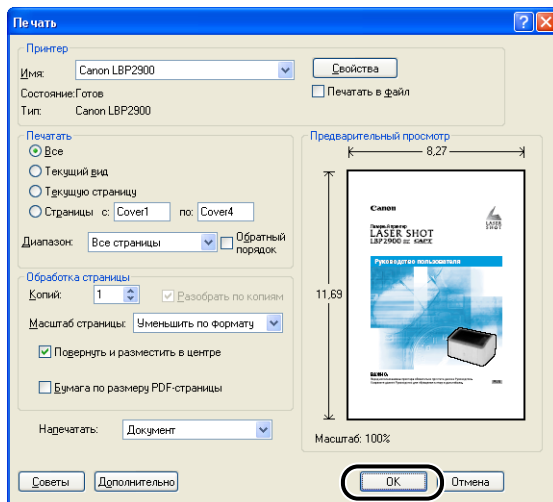 Печать
Принтер
Имя: Canon LBP2900 Свойства
Состояние: Готов Печатать в файл
Тип: Canon LBP2900
Печатать
Все
Текущий вид
Текущую страницу
Страницы с: Cover1 по: Cover4
Диапазон: Все страницы Обратный порядок
Обработка страницы
Копий: 1 Разобрать по копиям
Масштаб страницы: Уменьшить по формату
Повернуть и разместить в центре
Бумага по размеру PDF-страницы
Напечатать: Документ
Предварительный просмотр
8,27
11,69
Canon
LASER SHOT
LBP2900
Руководство пользователя
Масштаб: 100%
Советы Дополнительно OK Отмена